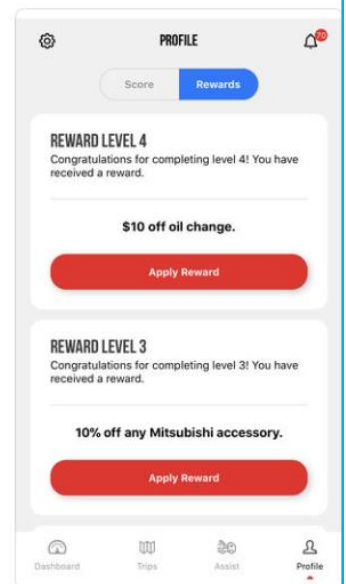 PROFILE
70
Score
Rewards
REWARD LEVEL 4
Congratulations for completing level 4! You have
received a reward.
$10 off oil change.
Apply Reward
REWARD LEVEL 3
Congratulations for completing level 3! You have
received a reward.
10% off any Mitsubishi accessory.
Apply Reward
Dashboard
Trips
Assist
Profile